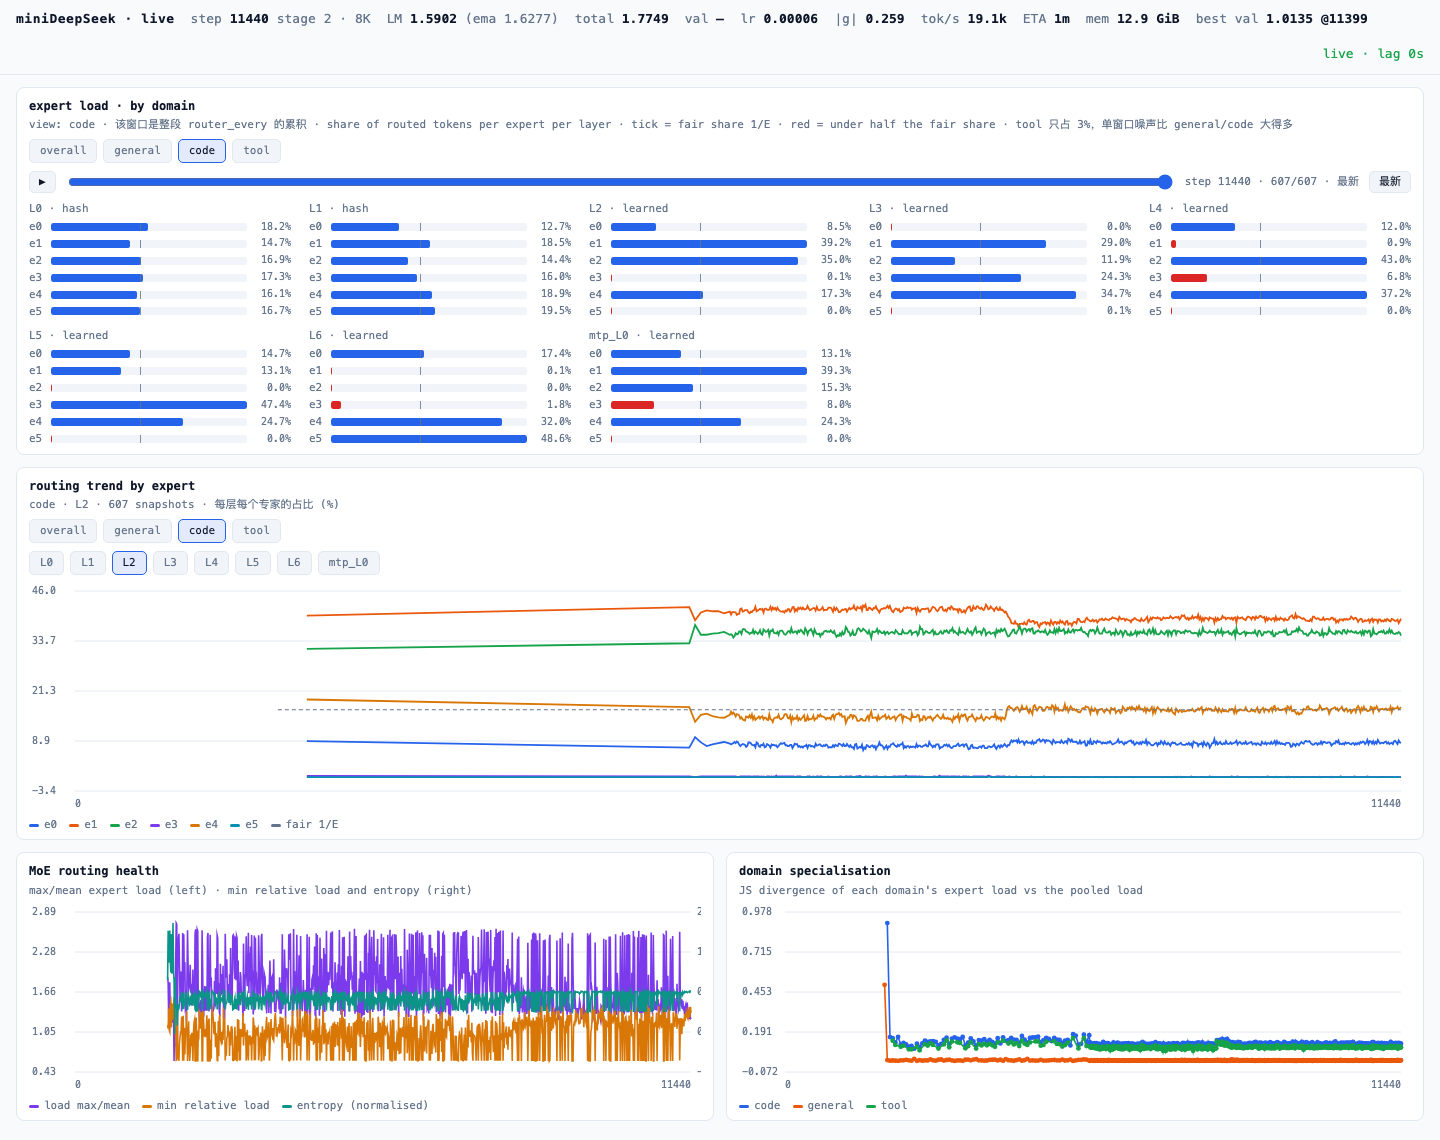 miniDeepSeek · live step 11440 stage 2 · 8K LM 1.5902 (ema 1.6277) total 1.7749 val — lr 0.00006 |g| 0.259 tok/s 19.1k ETA 1m mem 12.9 GiB best val 1.0135 @11399
live · lag 0s
expert load · by domain
view: code · 该窗口是整段 router_every 的累积 · share of routed tokens per expert per layer · tick = fair share 1/E · red = under half the fair share · tool 只占 3%, 单窗口噪声比 general/code 大得多
overall general code tool
▶ step 11440 · 607/607 · 最新 最新
L0 · hash L1 · hash L2 · learned L3 · learned L4 · learned
e0 18.2% e0 12.7% e0 8.5% e0 0.0% e0 12.0%
e1 14.7% e1 18.5% e1 39.2% e1 29.0% e1 0.9%
e2 16.9% e2 14.4% e2 35.0% e2 11.9% e2 43.0%
e3 17.3% e3 16.0% e3 0.1% e3 24.3% e3 6.8%
e4 16.1% e4 18.9% e4 17.3% e4 34.7% e4 37.2%
e5 16.7% e5 19.5% e5 0.0% e5 0.1% e5 0.0%
L5 · learned L6 · learned mtp_L0 · learned
e0 14.7% e0 17.4% e0 13.1%
e1 13.1% e1 0.1% e1 39.3%
e2 0.0% e2 0.0% e2 15.3%
e3 47.4% e3 1.8% e3 8.0%
e4 24.7% e4 32.0% e4 24.3%
e5 0.0% e5 48.6% e5 0.0%
routing trend by expert
code · L2 · 607 snapshots · 每层每个专家的占比 (%)
overall general code tool
L0 L1 L2 L3 L4 L5 L6 mtp_L0
46.0
33.7
21.3
8.9
−3.4
0 11440
e0 e1 e2 e3 e4 e5 fair 1/E
MoE routing health
max/mean expert load (left) · min relative load and entropy (right)
2.89 2
2.28 1
1.66 0
1.05 0
0.43 -
0 11440
load max/mean min relative load entropy (normalised)
domain specialisation
JS divergence of each domain's expert load vs the pooled load
0.978
0.715
0.453
0.191
−0.072
0 11440
code general tool